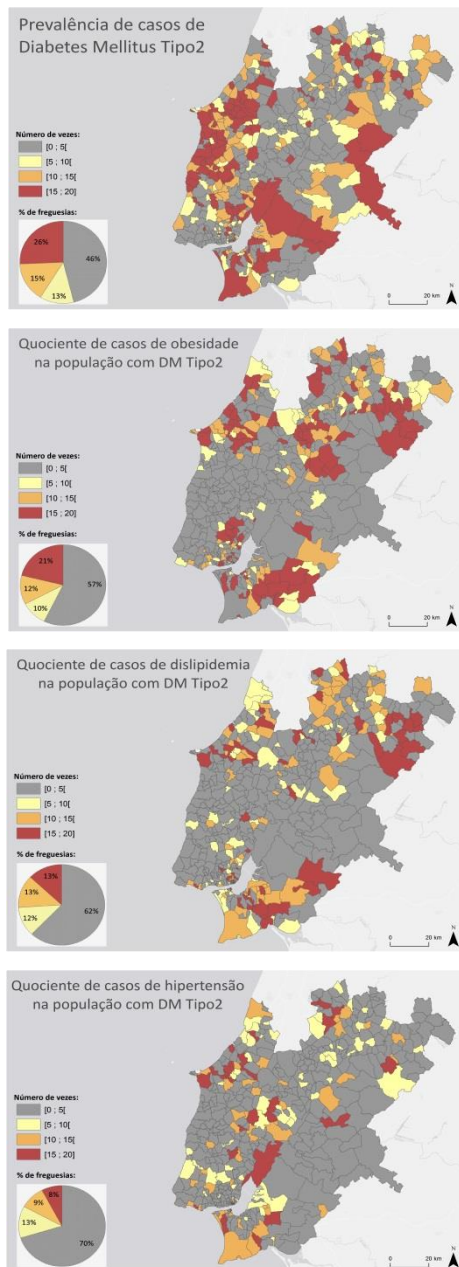 Prevalência de casos de
Diabetes Mellitus Tipo2
Número de vezes:
[0 ; 5[
[5 ; 10[
[10 ; 15[
[15 ; 20]
% de freguesias:
26%
46%
15%
13%
0 20 km
N
Quociente de casos de obesidade
na população com DM Tipo2
Número de vezes:
[0 ; 5[
[5 ; 10[
[10 ; 15[
[15 ; 20]
% de freguesias:
21%
12%
57%
10%
0 20 km
N
Quociente de casos de dislipidemia
na população com DM Tipo2
Número de vezes:
[0 ; 5[
[5 ; 10[
[10 ; 15[
[15 ; 20]
% de freguesias:
13%
13%
12%
62%
0 20 km
N
Quociente de casos de hipertensão
na população com DM Tipo2
Número de vezes:
[0 ; 5[
[5 ; 10[
[10 ; 15[
[15 ; 20]
% de freguesias:
8%
9%
13%
70%
0 20 km
N